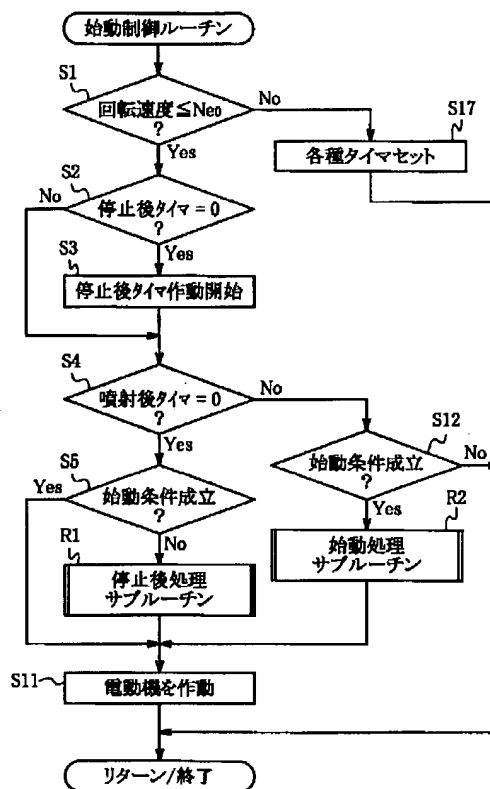 始動制御ルーチン
S1
回転速度≦Ne0
?
No
Yes
S17
各種タイマセット
S2
No
停止後タイマ=0
?
Yes
S3
停止後タイマ作動開始
S4
噴射後タイマ=0
?
No
Yes
S5
Yes
始動条件成立
?
No
S12
始動条件成立
?
No
Yes
R1
停止後処理
サブルーチン
R2
始動処理
サブルーチン
S11
電動機を作動
リターン/終了